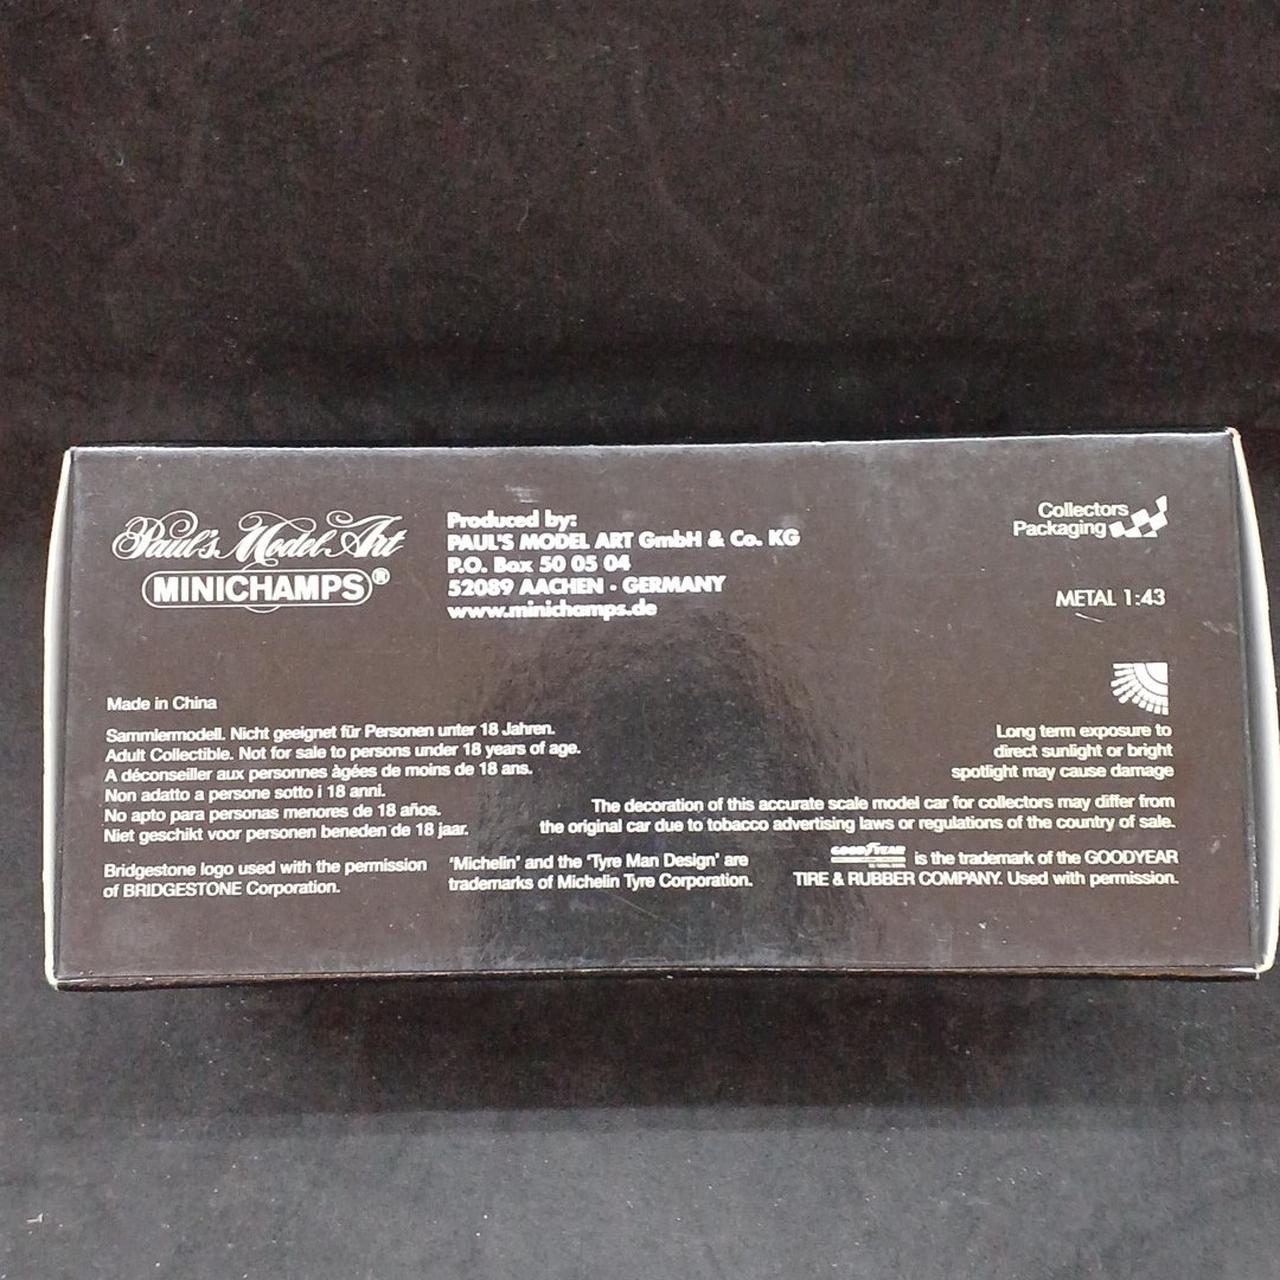 Paul's Model Art
MINICHAMPS®
Produced by:
PAUL'S MODEL ART GmbH & Co. KG
P.O. Box 50 05 04
52089 AACHEN · GERMANY
www.minichamps.de
Collectors
Packaging
METAL 1:43
Made in China
Sammlermodell. Nicht geeignet für Personen unter 18 Jahren.
Adult Collectible. Not for sale to persons under 18 years of age.
A déconseiller aux personnes àgées de moins de 18 ans.
Non adatto a persone sotto i 18 anni.
No apto para personas menores de 18 años.
Niet geschikt voor personen beneden de 18 jaar.
Long term exposure to
direct sunlight or bright
spotlight may cause damage
The decoration of this accurate scale model car for collectors may differ from
the original car due to tobacco advertising laws or regulations of the country of sale.
Bridgestone logo used with the permission
of BRIDGESTONE Corporation.
'Michelin' and the 'Tyre Man Design' are
trademarks of Michelin Tyre Corporation.
GOODYEAR is the trademark of the GOODYEAR
TIRE & RUBBER COMPANY. Used with permission.